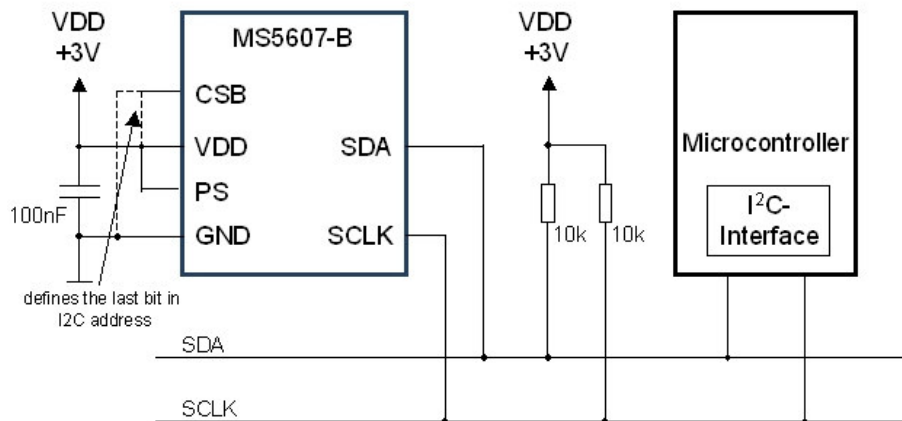 VDD
+3V
MS5607-B
CSB
VDD
PS
GND
SDA
SCLK
100nF
defines the last bit in
I2C address
VDD
+3V
10k
10k
Microcontroller
I²C-
Interface
SDA
SCLK